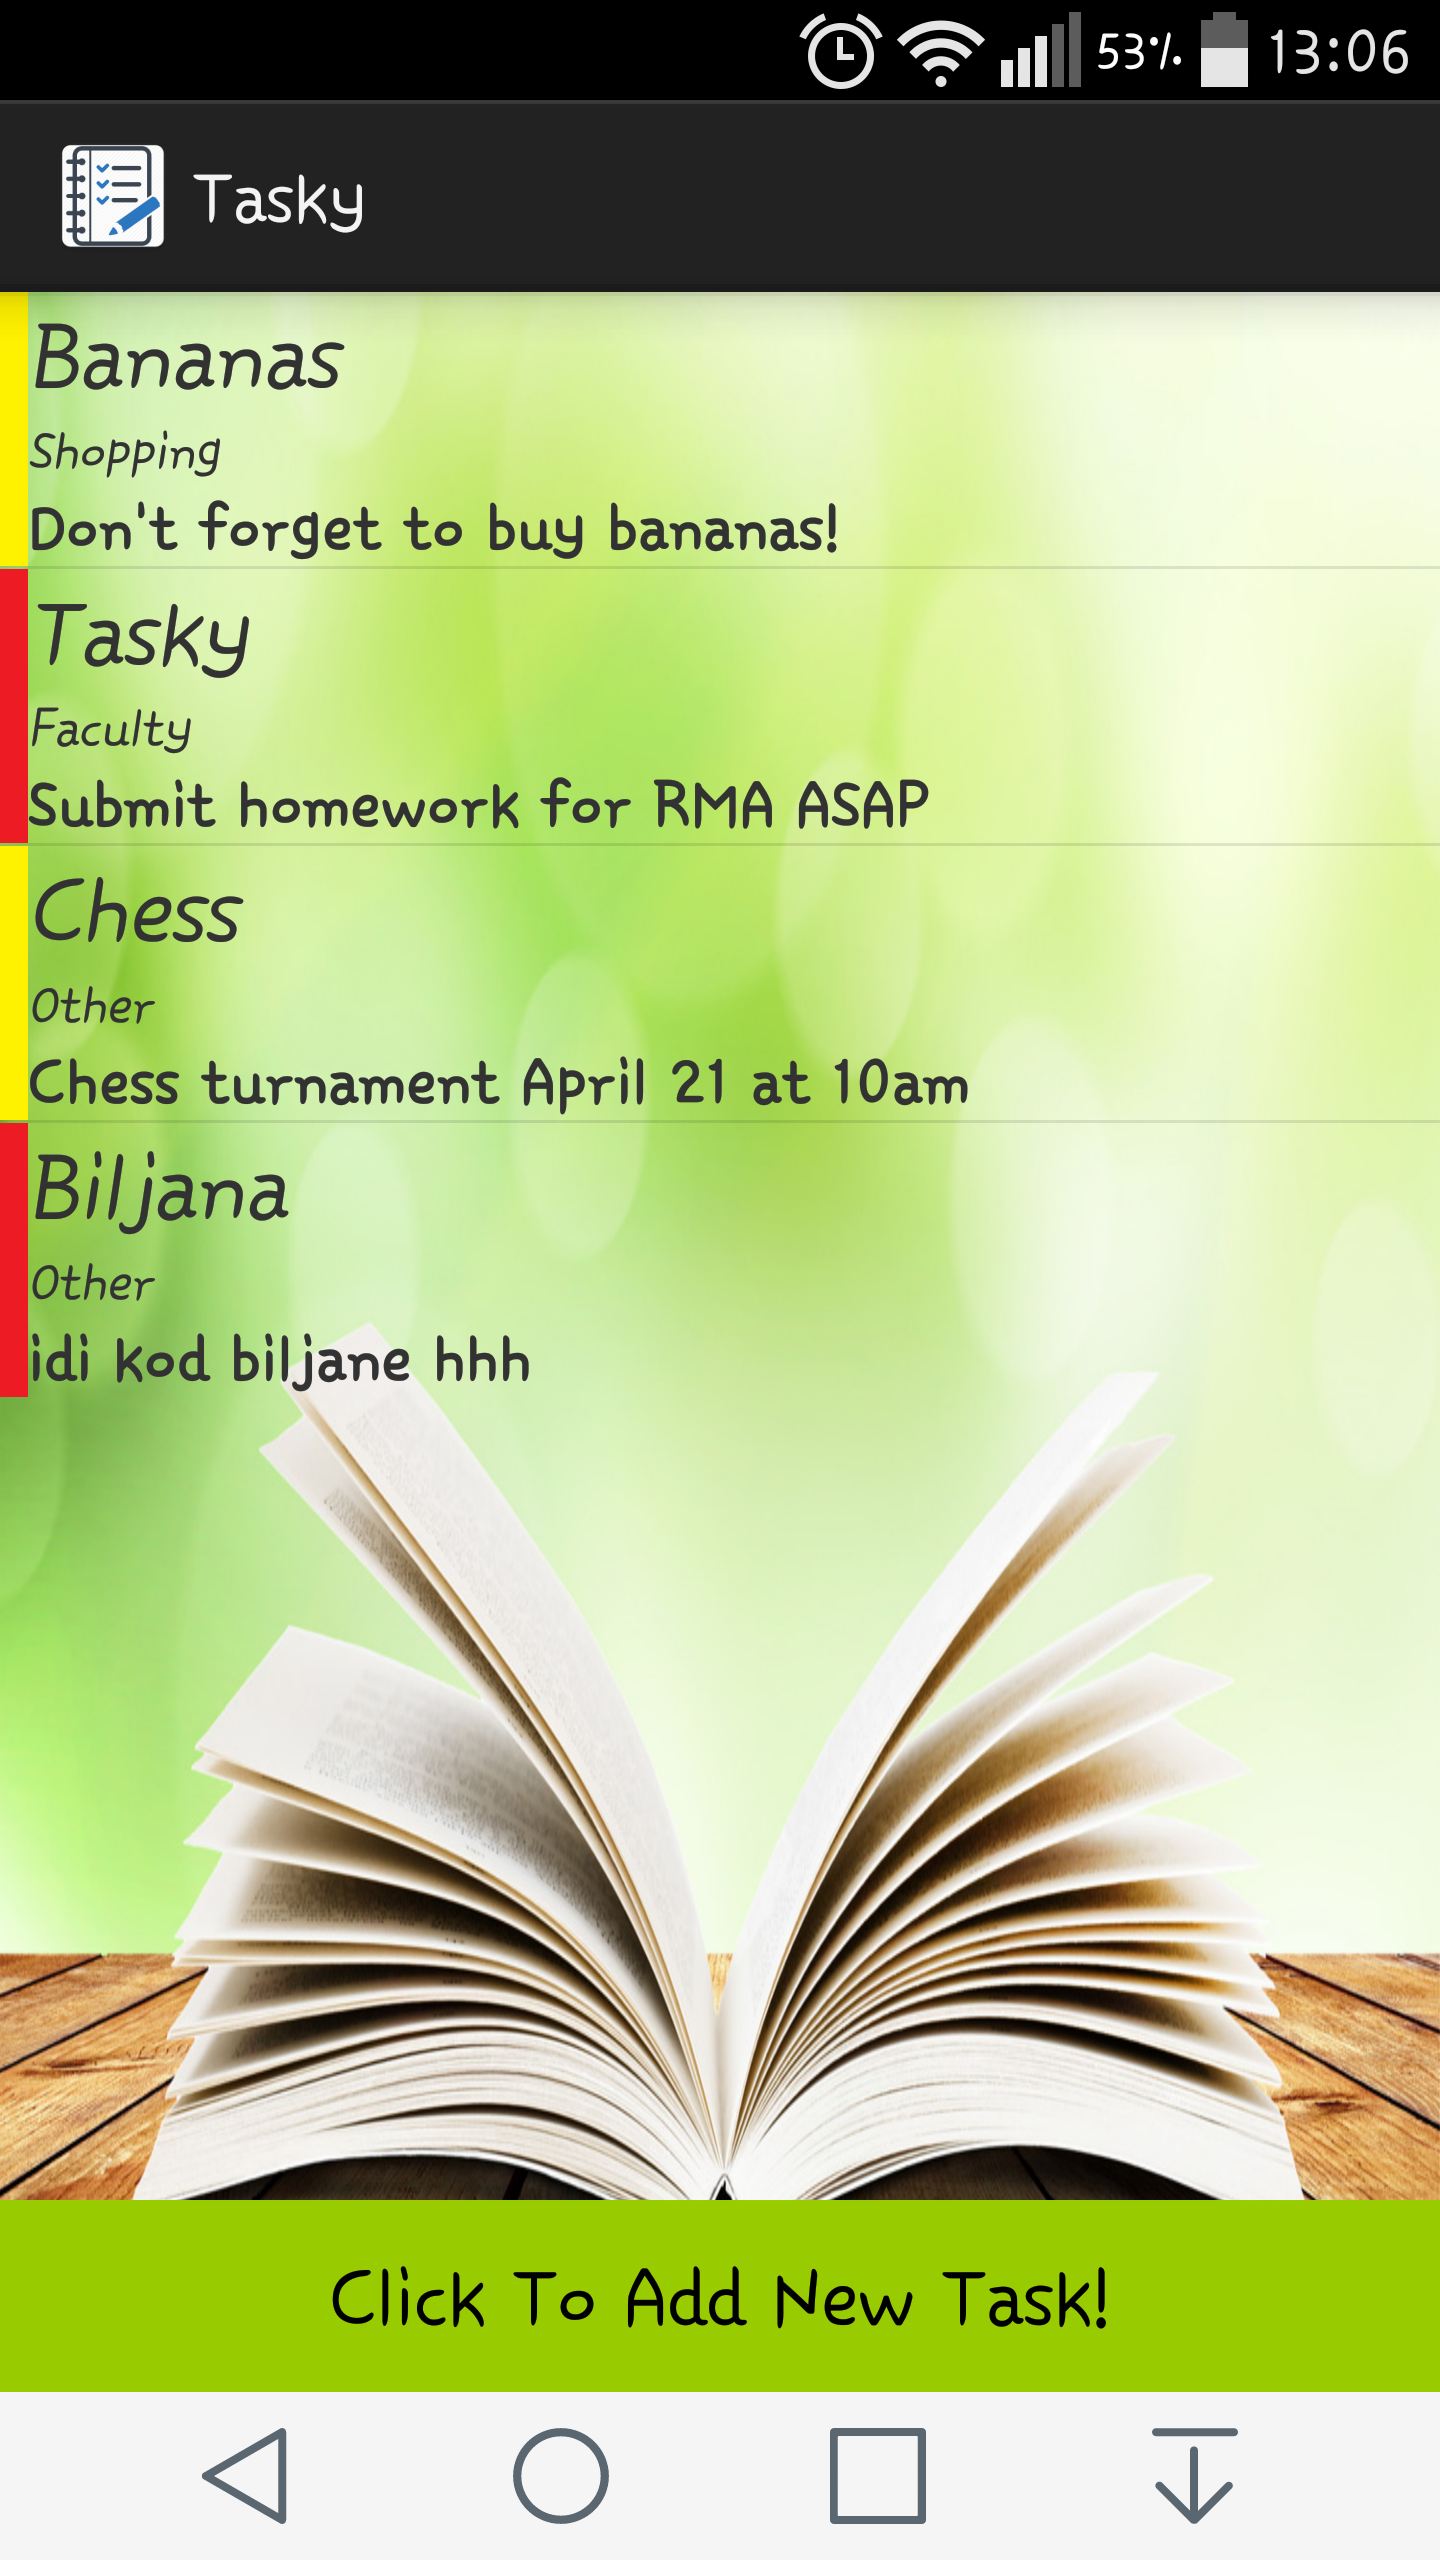 53% 13:06
Tasky
Bananas
Shopping
Don't forget to buy bananas!
Tasky
Faculty
Submit homework for RMA ASAP
Chess
Other
Chess turnament April 21 at 10am
Biljana
Other
idi kod biljane hhh
Click To Add New Task!